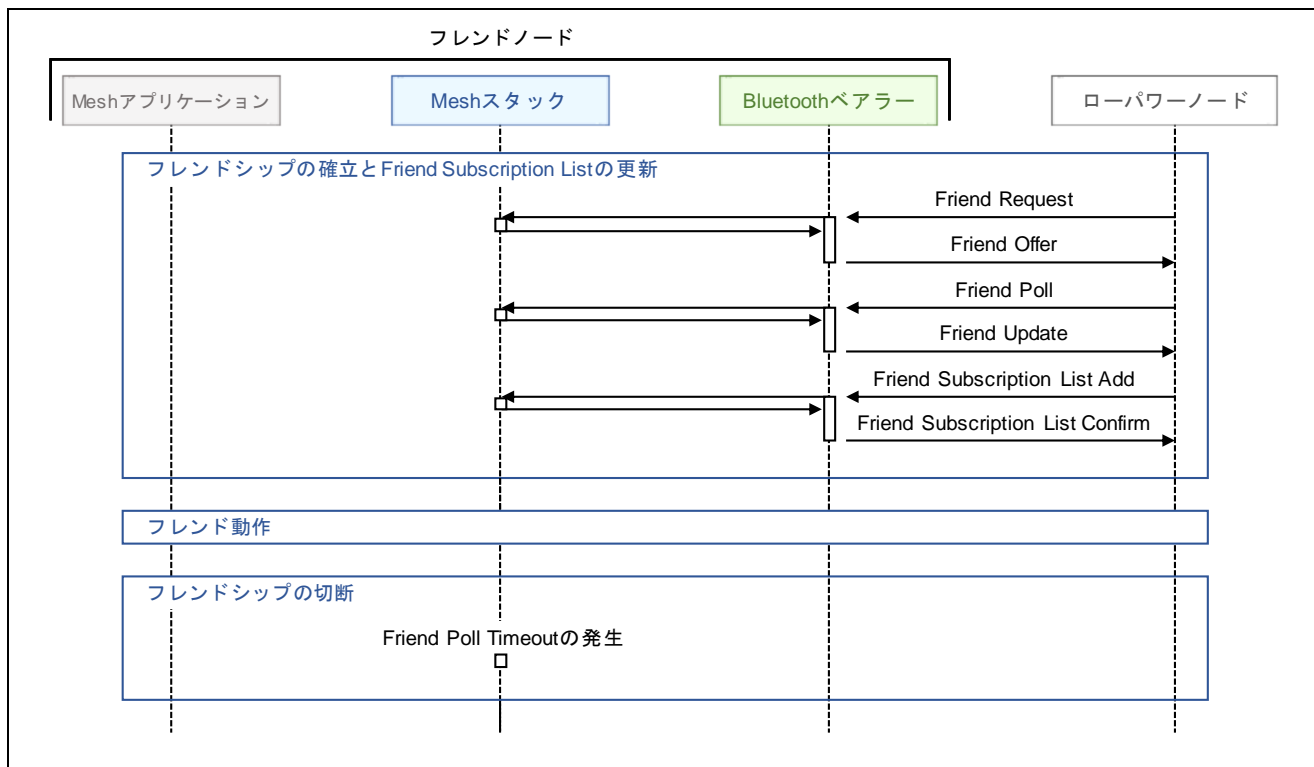 フレンドノード
Meshアプリケーション
Meshスタック
Bluetoothベアラー
ローパワーノード
フレンドシップの確立とFriend Subscription Listの更新
Friend Request
Friend Offer
Friend Poll
Friend Update
Friend Subscription List Add
Friend Subscription List Confirm
フレンド動作
フレンドシップの切断
Friend Poll Timeoutの発生